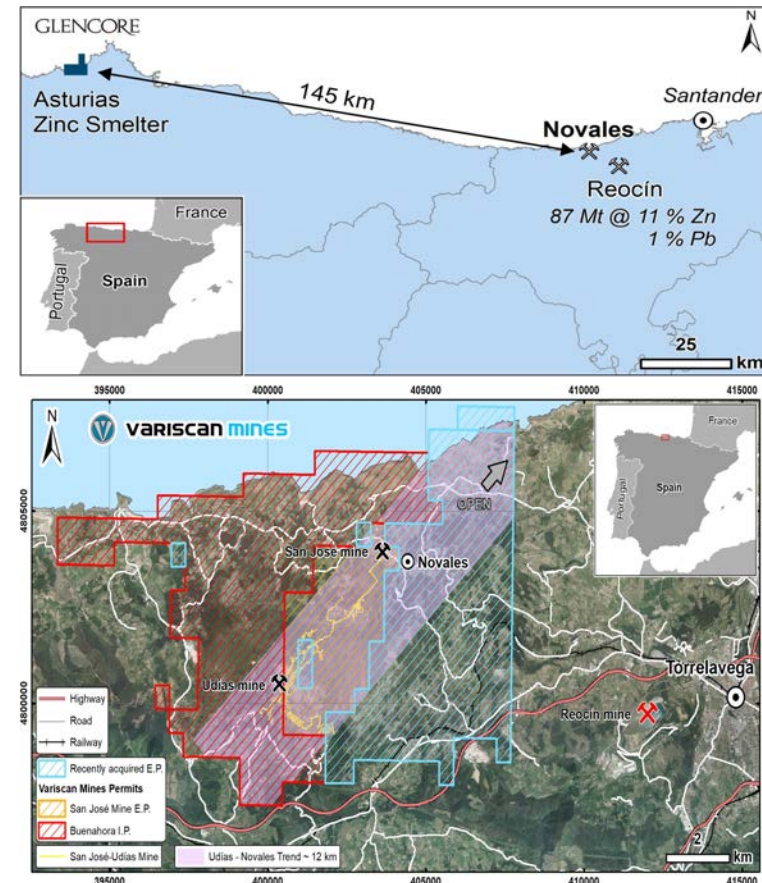 GLENCORE
N
Asturias
Zinc Smelter
145 km
Santander
Novales
Reocín
87 Mt @ 11 % Zn
1 % Pb
France
Portugal
Spain
25
km
395000
400000
405000
410000
415000
N
VARISCAN MINES
France
Portugal
Spain
4805000
OPEN
San José mine
Novales
Torrelavega
Udías mine
4800000
Reocín mine
Highway
Road
Railway
Recently acquired E.P.
Variscan Mines Permits
San José Mine E.P.
Buenahora I.P.
San José-Udías Mine
Udías - Novales Trend ~ 12 km
2
km
395000
400000
405000
410000
415000